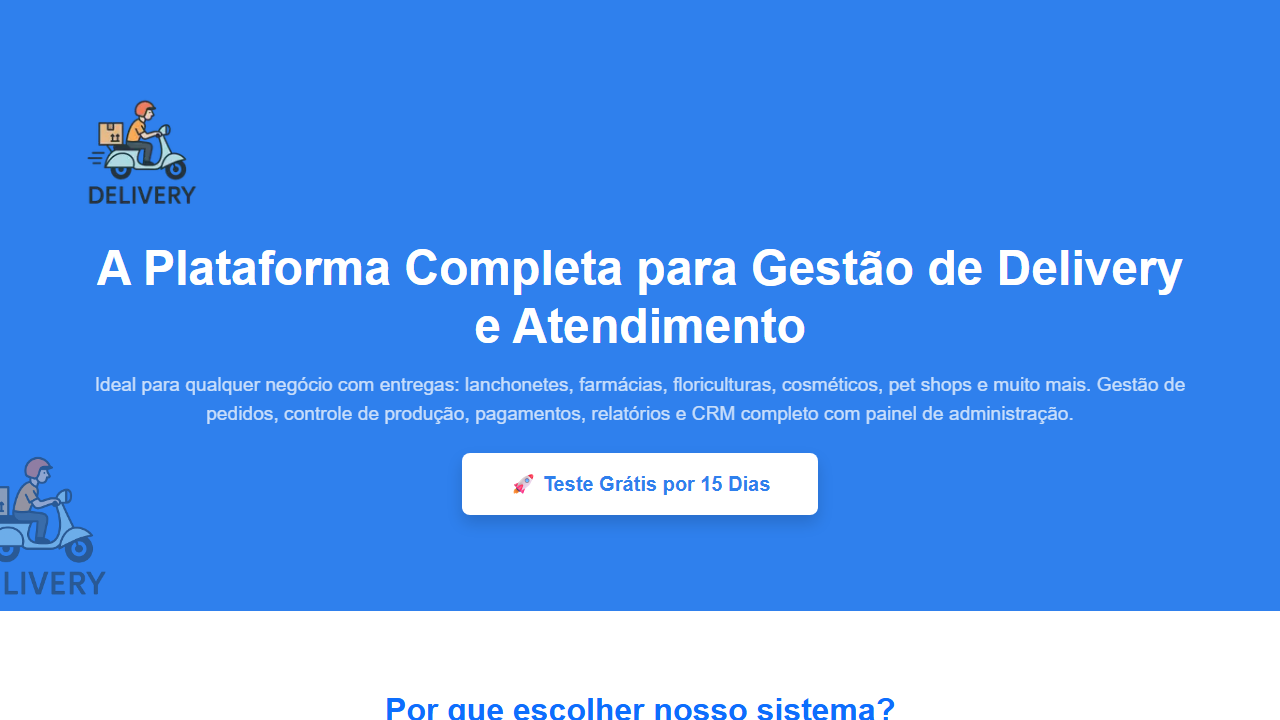 DELIVERY
A Plataforma Completa para Gestão de Delivery
e Atendimento
Ideal para qualquer negócio com entregas: lanchonetes, farmácias, floriculturas, cosméticos, pet shops e muito mais. Gestão de
pedidos, controle de produção, pagamentos, relatórios e CRM completo com painel de administração.
🚀 Teste Grátis por 15 Dias
LIVERY
Por que escolher nosso sistema?